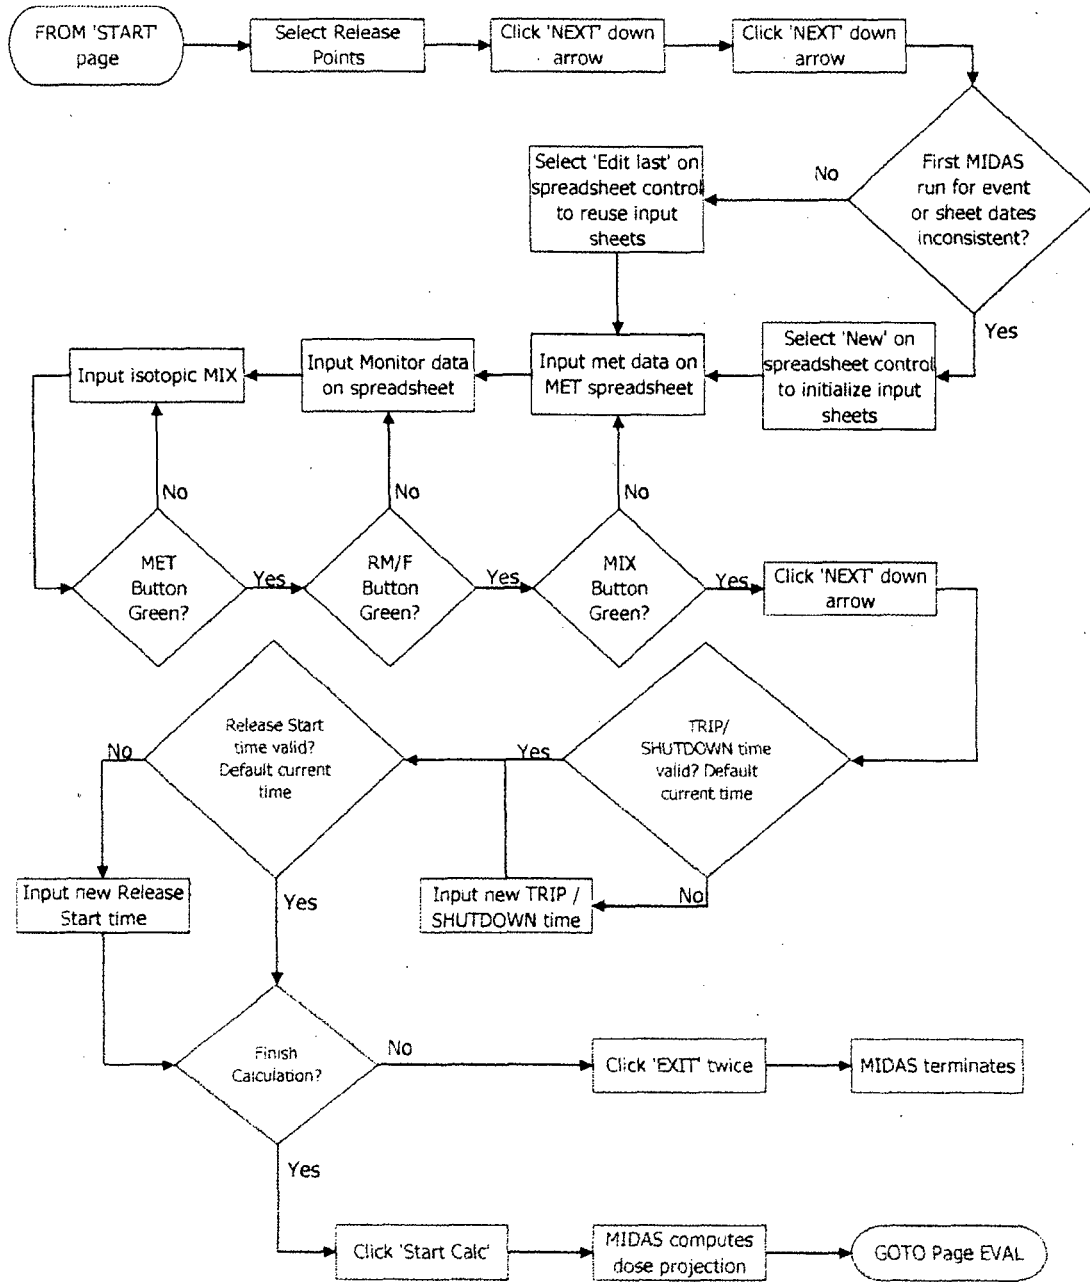 FROM 'START'
page
Select Release
Points
Click 'NEXT' down
arrow
Click 'NEXT' down
arrow
First MIDAS
run for event
or sheet dates
inconsistent?
No
Select 'Edit last' on
spreadsheet control
to reuse input
sheets
Yes
Select 'New' on
spreadsheet control
to initialize input
sheets
Input met data on
MET spreadsheet
Input Monitor data
on spreadsheet
Input isotopic MIX
No
No
No
MET
Button
Green?
Yes
RM/F
Button
Green?
Yes
MIX
Button
Green?
Yes
Click 'NEXT' down
arrow
TRIP/
SHUTDOWN time
valid? Default
current time
Yes
No
Input new TRIP /
SHUTDOWN time
Release Start
time valid?
Default current
time
No
Input new Release
Start time
Yes
Finish
Calculation?
No
Click 'EXIT' twice
MIDAS terminates
Yes
Click 'Start Calc'
MIDAS computes
dose projection
GOTO Page EVAL